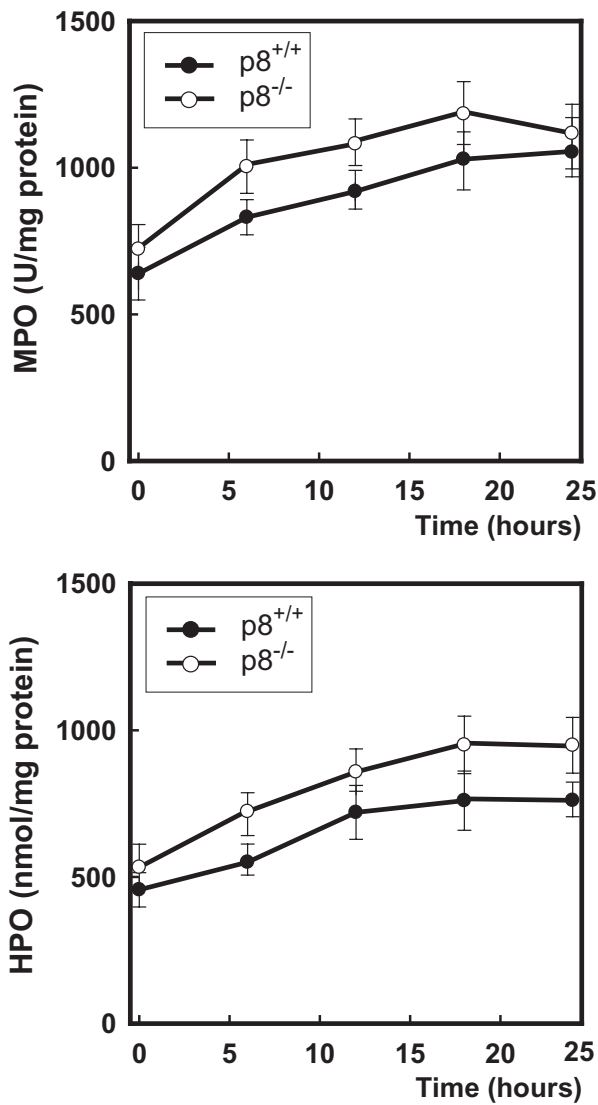 1500
p8+/+
p8-/-
1000
500
0
MPO (U/mg protein)
0 5 10 15 20 25
Time (hours)
1500
p8+/+
p8-/-
1000
500
0
HPO (nmol/mg protein)
0 5 10 15 20 25
Time (hours)